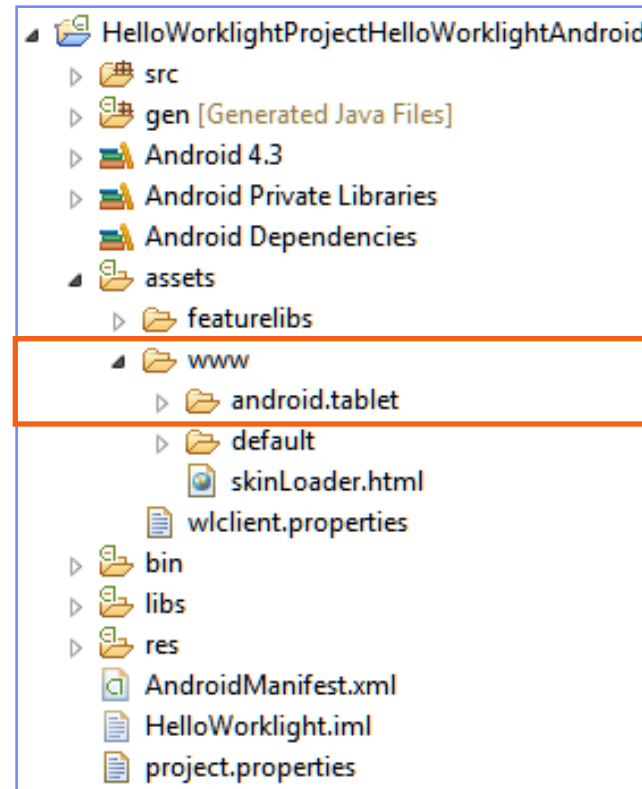 HelloWorklightProjectHelloWorklightAndroid
src
gen [Generated Java Files]
Android 4.3
Android Private Libraries
Android Dependencies
assets
featurelibs
www
android.tablet
default
skinLoader.html
wlclient.properties
bin
libs
res
AndroidManifest.xml
HelloWorklight.iml
project.properties